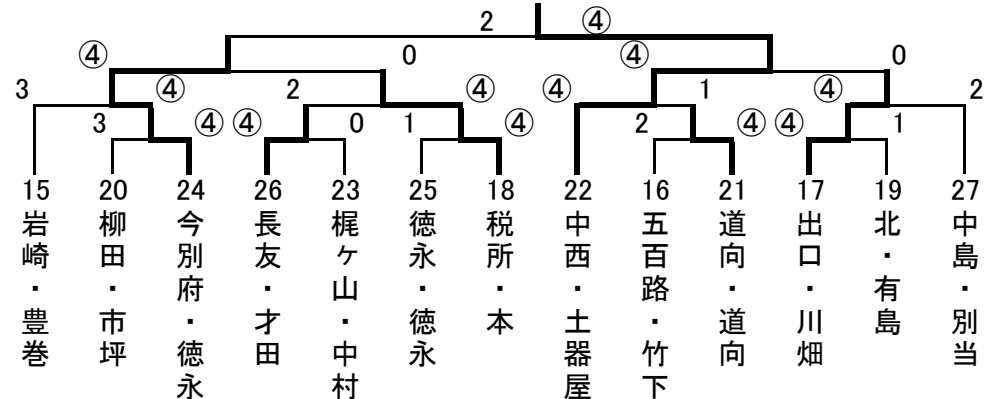 2 ④
④ 0 ④ 0
3 ④ 2 ④ ④ 1 ④ 2
3 ④ ④ 0 1 ④ 2 ④ ④ 1
15 20 24 26 23 25 18 22 16 21 17 19 27
岩崎・豊巻
柳田・市坪
今別府・徳永
長友・才田
梶ヶ山・中村
徳永・徳永
税所・本
中西・土器屋
五百路・竹下
道向・道向
出口・川畑
北・有島
中島・別当